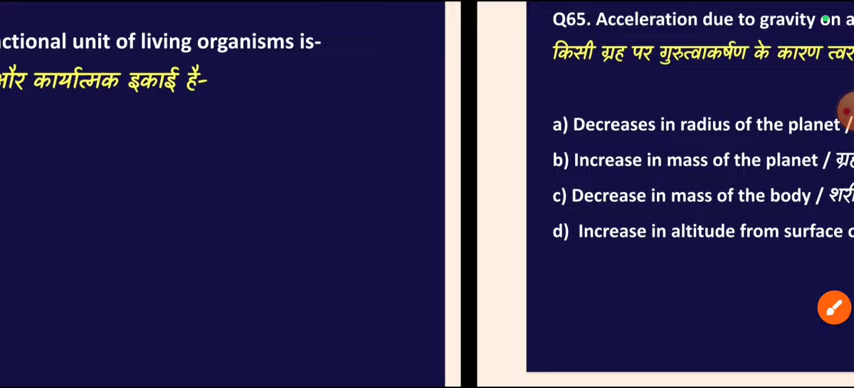 unit of living organisms is-
और कार्यात्मक इकाई है-
Q65. Acceleration due to gravity on a
किसी ग्रह पर गुरुत्वाकर्षण के कारण
a) Decreases in radius of the planet /
b) Increase in mass of the planet /
c) Decrease in mass of the body /
d) Increase in altitude from surface